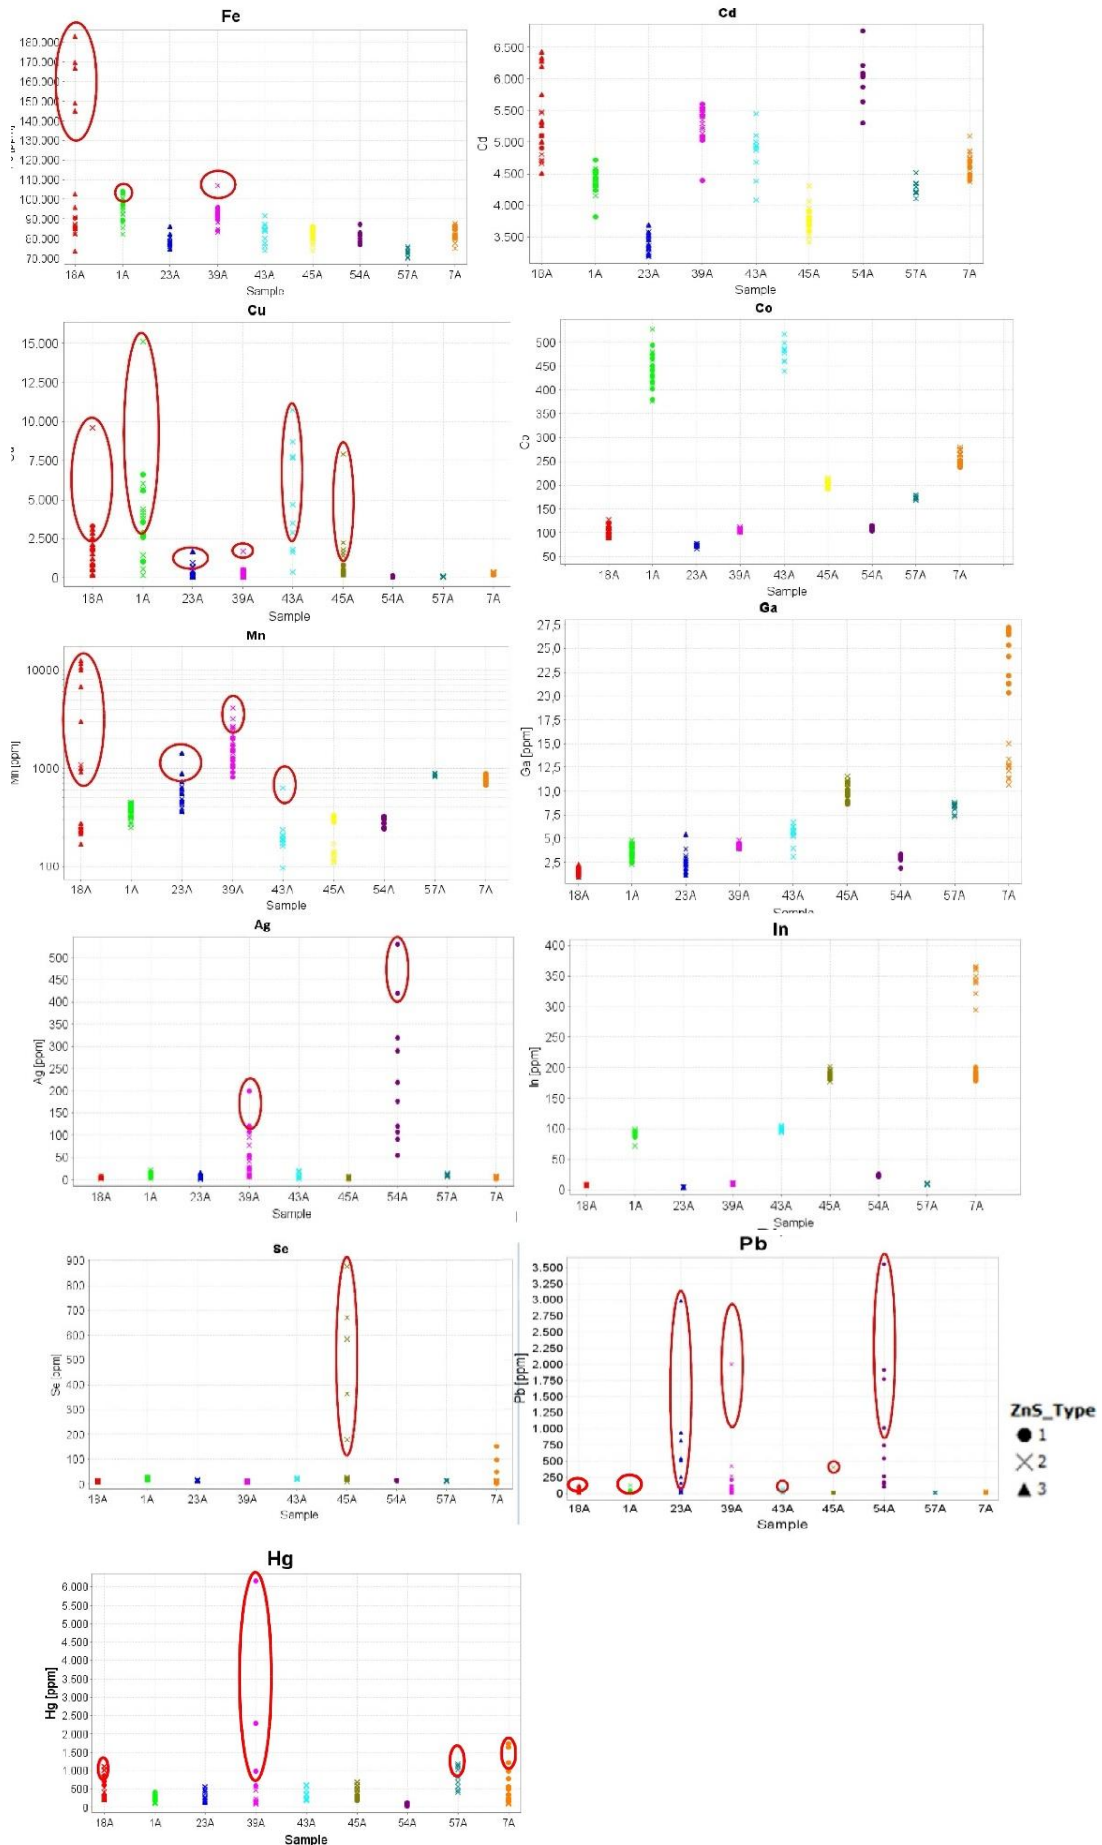 Fe
180.000
170.000
160.000
150.000
140.000
130.000
120.000
110.000
100.000
90.000
80.000
70.000
18A 1A 23A 39A 43A 45A 54A 57A 7A
Sample
Cd
6.500
6.000
5.500
5.000
4.500
4.000
3.500
Cd
18A 1A 23A 39A 43A 45A 54A 57A 7A
Sample
Cu
15.000
12.500
10.000
7.500
5.000
2.500
0
18A 1A 23A 39A 43A 45A 54A 57A 7A
Sample
Co
500
450
400
350
300
250
200
150
100
50
Co
18A 1A 23A 39A 43A 45A 54A 57A 7A
Sample
Mn
10000
1000
100
Mn [ppm]
18A 1A 23A 39A 43A 45A 54A 57A 7A
Sample
Ga
27,5
25,0
22,5
20,0
17,5
15,0
12,5
10,0
7,5
5,0
2,5
Ga [ppm]
18A 1A 23A 39A 43A 45A 54A 57A 7A
Sample
Ag
500
450
400
350
300
250
200
150
100
50
0
Ag [ppm]
18A 1A 23A 39A 43A 45A 54A 57A 7A
Sample
In
400
350
300
250
200
150
100
50
0
In [ppm]
18A 1A 23A 39A 43A 45A 54A 57A 7A
Sample
Se
900
800
700
600
500
400
300
200
100
0
Se [ppm]
18A 1A 23A 39A 43A 45A 54A 57A 7A
Sample
Pb
3.500
3.250
3.000
2.750
2.500
2.250
2.000
1.750
1.500
1.250
1.000
750
500
250
0
Pb [ppm]
18A 1A 23A 39A 43A 45A 54A 57A 7A
Sample
ZnS_Type
1
2
3
Hg
6.000
5.500
5.000
4.500
4.000
3.500
3.000
2.500
2.000
1.500
1.000
500
0
Hg [ppm]
18A 1A 23A 39A 43A 45A 54A 57A 7A
Sample